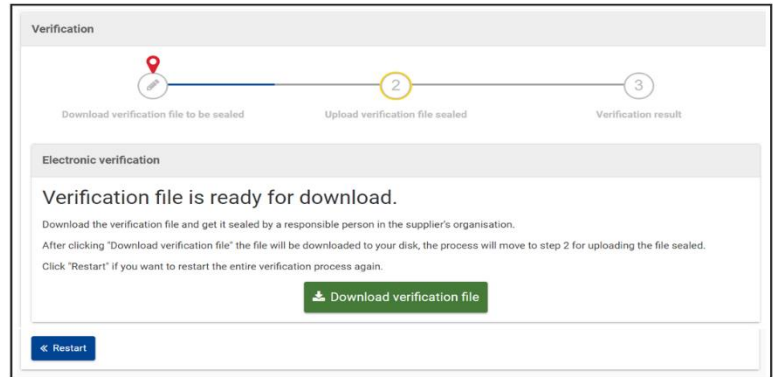 Verification
2
3
Download verification file to be sealed
Upload verification file sealed
Verification result
Electronic verification
Verification file is ready for download.
Download the verification file and get it sealed by a responsible person in the supplier's organisation.
After clicking "Download verification file" the file will be downloaded to your disk, the process will move to step 2 for uploading the file sealed.
Click "Restart" if you want to restart the entire verification process again.
Download verification file
« Restart